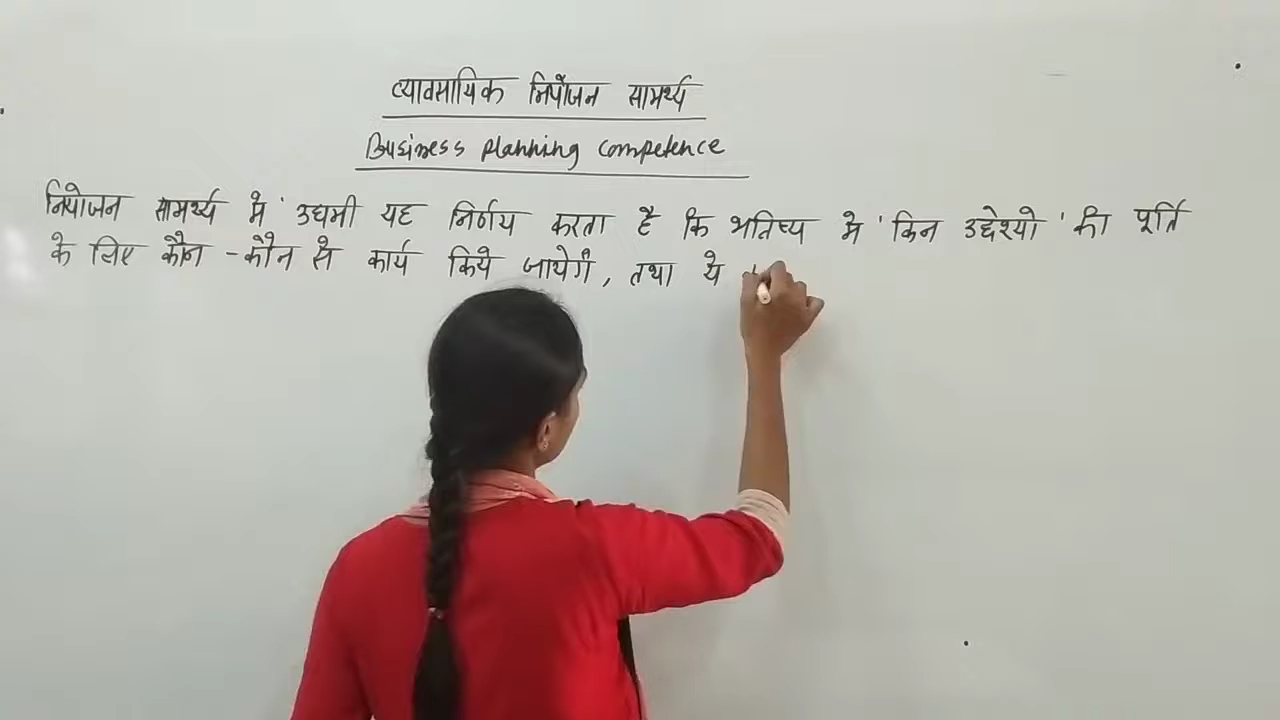 व्यावसायिक नियोजन सामर्थ्य
Business planning competence
नियोजन सामर्थ्य में उद्यमी यह निर्णय करता है कि भविष्य में किन उद्देश्यो की पूर्ति
के लिए कौन - कौन से कार्य किये जायेगें, तथा ये